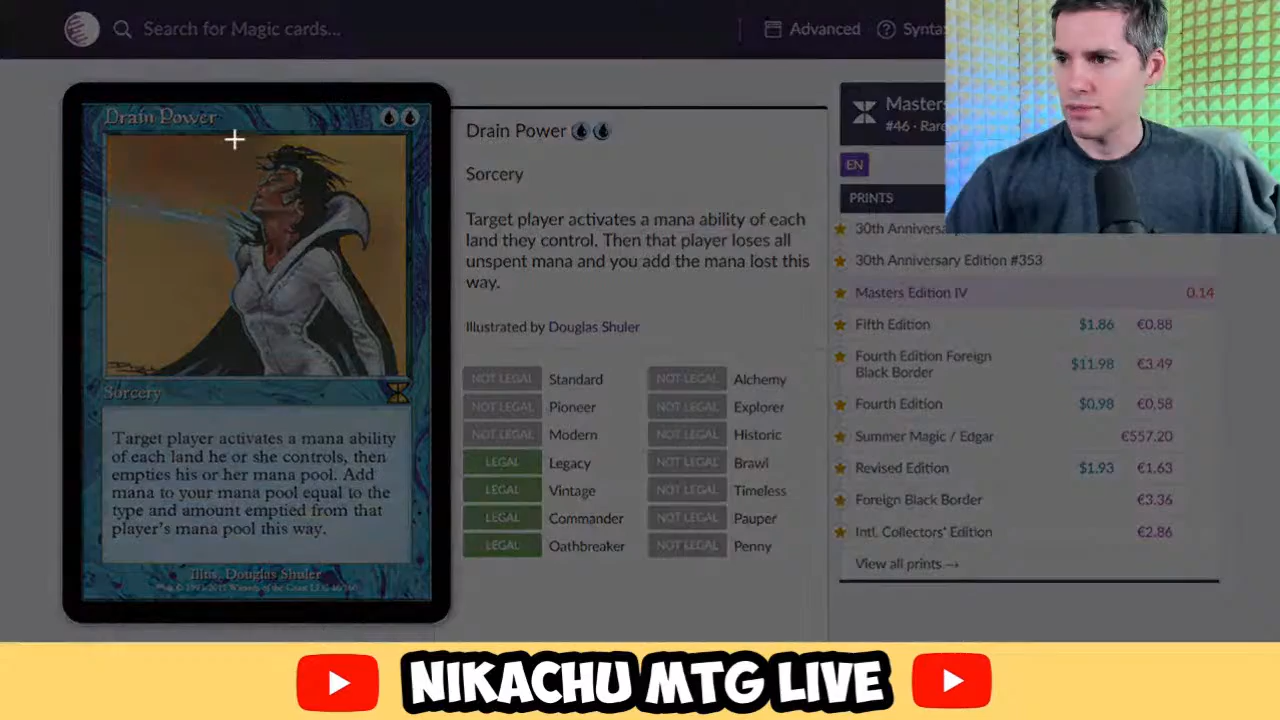 Search for Magic cards...
Advanced
Drain Power
Drain Power
Sorcery
Target player activates a mana ability of each
land they control. Then that player loses all
unspent mana and you add the mana lost this
way.
Illustrated by Douglas Shuler
Sorcery
Target player activates a mana ability
of each land he or she controls, then
empties his or her mana pool. Add
mana to your mana pool equal to the
type and amount emptied from that
player's mana pool this way.
Illus. Douglas Shuler
NOT LEGAL Standard NOT LEGAL Alchemy
NOT LEGAL Pioneer NOT LEGAL Explorer
NOT LEGAL Modern NOT LEGAL Historic
LEGAL Legacy NOT LEGAL Brawl
LEGAL Vintage NOT LEGAL Timeless
LEGAL Commander NOT LEGAL Pauper
LEGAL Oathbreaker NOT LEGAL Penny
Masters
#46
EN
PRINTS
30th Anniversa
30th Anniversary Edition #353
Masters Edition IV 0.14
Fifth Edition $1.86 €0.88
Fourth Edition Foreign
Black Border $11.98 €3.49
Fourth Edition $0.98 €0.58
Summer Magic / Edgar €557.20
Revised Edition $1.93 €1.63
Foreign Black Border €3.36
Intl. Collectors' Edition €2.86
View all prints →
NIKACHU MTG LIVE